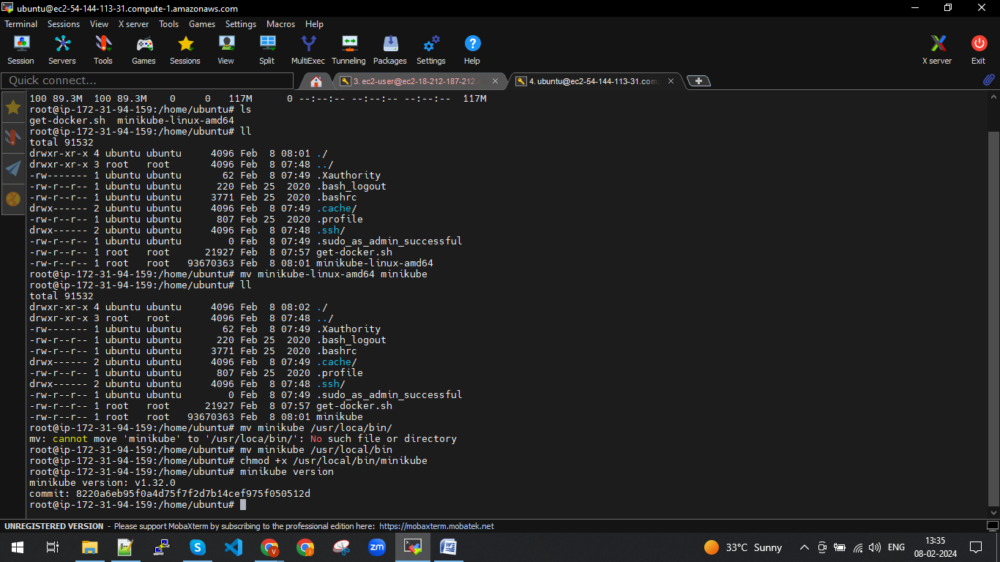 ubuntu@ec2-54-144-113-31.compute-1.amazonaws.com
Terminal Sessions View X server Tools Games Settings Macros Help
Session Servers Tools Games Sessions View Split MultiExec Tunneling Packages Settings Help X server Exit
Quick connect...
3. ec2-user@ec2-18-212-187-212.
4. ubuntu@ec2-54-144-113-31.com
100 89.3M  100 89.3M    0     0   117M      0 --:--:-- --:--:-- --:--:--  117M
root@ip-172-31-94-159:/home/ubuntu# ls
get-docker.sh  minikube-linux-amd64
root@ip-172-31-94-159:/home/ubuntu# ll
total 91532
drwxr-xr-x 4 ubuntu ubuntu     4096 Feb  8 08:01 ./
drwxr-xr-x 3 root   root       4096 Feb  8 07:48 ../
-rw------- 1 ubuntu ubuntu       62 Feb  8 07:49 .Xauthority
-rw-r--r-- 1 ubuntu ubuntu      220 Feb 25  2020 .bash_logout
-rw-r--r-- 1 ubuntu ubuntu     3771 Feb 25  2020 .bashrc
drwx------ 2 ubuntu ubuntu     4096 Feb  8 07:49 .cache/
-rw-r--r-- 1 ubuntu ubuntu      807 Feb 25  2020 .profile
drwx------ 2 ubuntu ubuntu     4096 Feb  8 07:48 .ssh/
-rw-r--r-- 1 ubuntu ubuntu        0 Feb  8 07:49 .sudo_as_admin_successful
-rw-r--r-- 1 root   root      21927 Feb  8 07:57 get-docker.sh
-rw-r--r-- 1 root   root   93670363 Feb  8 08:01 minikube-linux-amd64
root@ip-172-31-94-159:/home/ubuntu# mv minikube-linux-amd64 minikube
root@ip-172-31-94-159:/home/ubuntu# ll
total 91532
drwxr-xr-x 4 ubuntu ubuntu     4096 Feb  8 08:02 ./
drwxr-xr-x 3 root   root       4096 Feb  8 07:48 ../
-rw------- 1 ubuntu ubuntu       62 Feb  8 07:49 .Xauthority
-rw-r--r-- 1 ubuntu ubuntu      220 Feb 25  2020 .bash_logout
-rw-r--r-- 1 ubuntu ubuntu     3771 Feb 25  2020 .bashrc
drwx------ 2 ubuntu ubuntu     4096 Feb  8 07:49 .cache/
-rw-r--r-- 1 ubuntu ubuntu      807 Feb 25  2020 .profile
drwx------ 2 ubuntu ubuntu     4096 Feb  8 07:48 .ssh/
-rw-r--r-- 1 ubuntu ubuntu        0 Feb  8 07:49 .sudo_as_admin_successful
-rw-r--r-- 1 root   root      21927 Feb  8 07:57 get-docker.sh
-rw-r--r-- 1 root   root   93670363 Feb  8 08:01 minikube
root@ip-172-31-94-159:/home/ubuntu# mv minikube /usr/loca/bin/
mv: cannot move 'minikube' to '/usr/loca/bin/': No such file or directory
root@ip-172-31-94-159:/home/ubuntu# mv minikube /usr/local/bin
root@ip-172-31-94-159:/home/ubuntu# chmod +x /usr/local/bin/minikube
root@ip-172-31-94-159:/home/ubuntu# minikube version
minikube version: v1.32.0
commit: 8220a6eb95f0a4d75f7f2d7b14cef975f050512d
root@ip-172-31-94-159:/home/ubuntu#
UNREGISTERED VERSION - Please support MobaXterm by subscribing to the professional edition here: https://mobaxterm.mobatek.net
33°C Sunny
ENG
13:35
08-02-2024